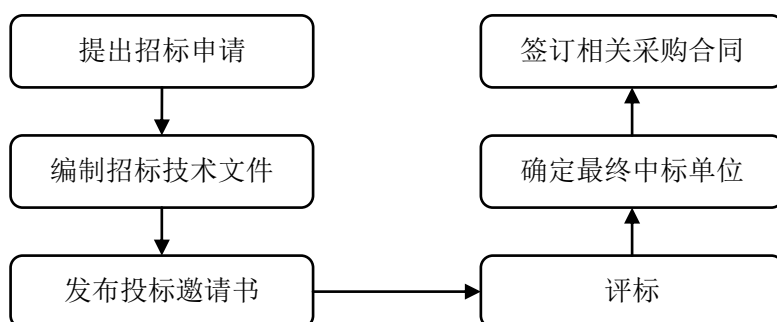 提出招标申请
编制招标技术文件
发布投标邀请书
评标
确定最终中标单位
签订相关采购合同